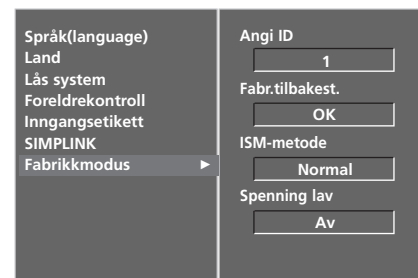 Språk(language)
Land
Lås system
Foreldrekontroll
Inngangsetikett
SIMPLINK
Fabrikkmodus ►
Angi ID
1
Fabr.tilbakest.
OK
ISM-metode
Normal
Spenning lav
Av